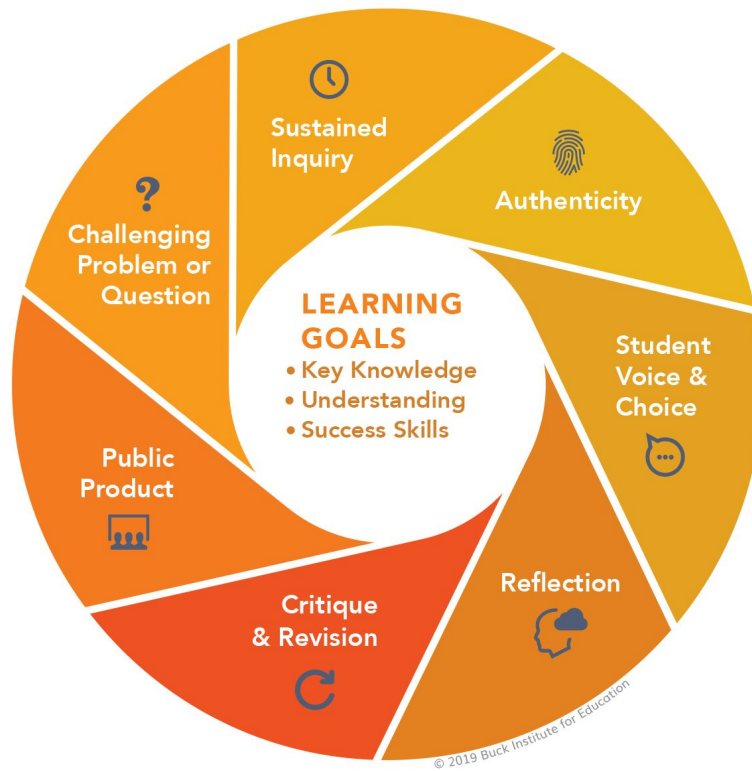 Sustained
Inquiry
Authenticity
Student
Voice &
Choice
Reflection
Critique
& Revision
Public
Product
?
Challenging
Problem or
Question
LEARNING
GOALS
• Key Knowledge
• Understanding
• Success Skills
© 2019 Buck Institute for Education